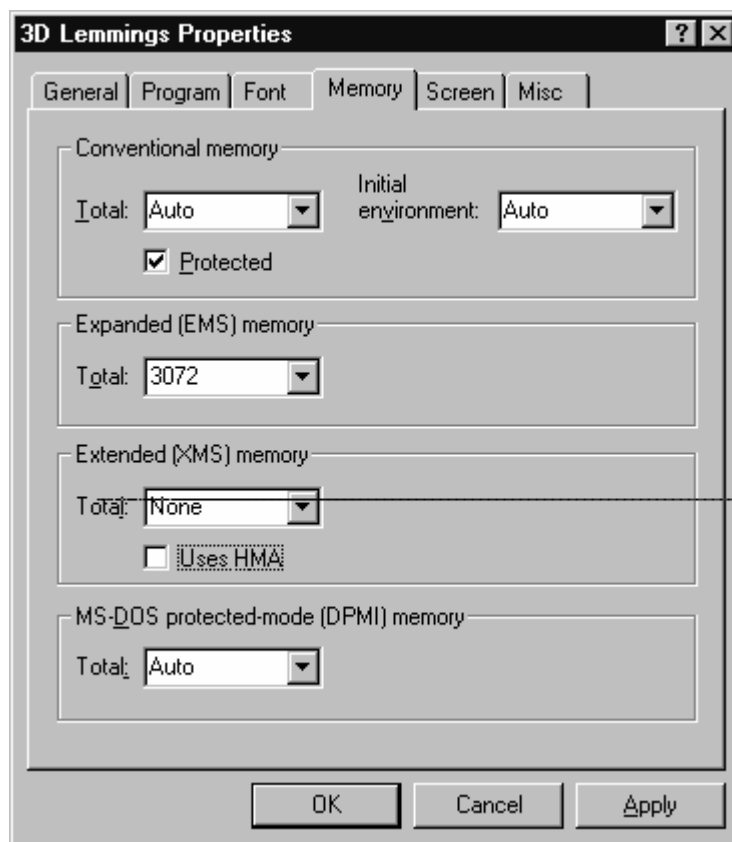 3D Lemmings Properties
General Program Font Memory Screen Misc
Conventional memory
Total: Auto
Initial environment: Auto
Protected
Expanded (EMS) memory
Total: 3072
Extended (XMS) memory
Total: None
Uses HMA
MS-DOS protected-mode (DPMI) memory
Total: Auto
OK Cancel Apply